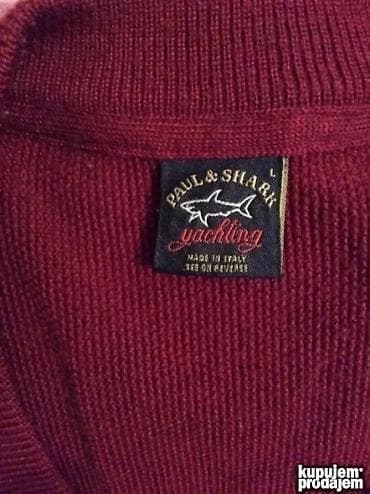 L
PAUL & SHARK
yachting
MADE IN ITALY
SEE ON REVERSE
kupujem
prodajem